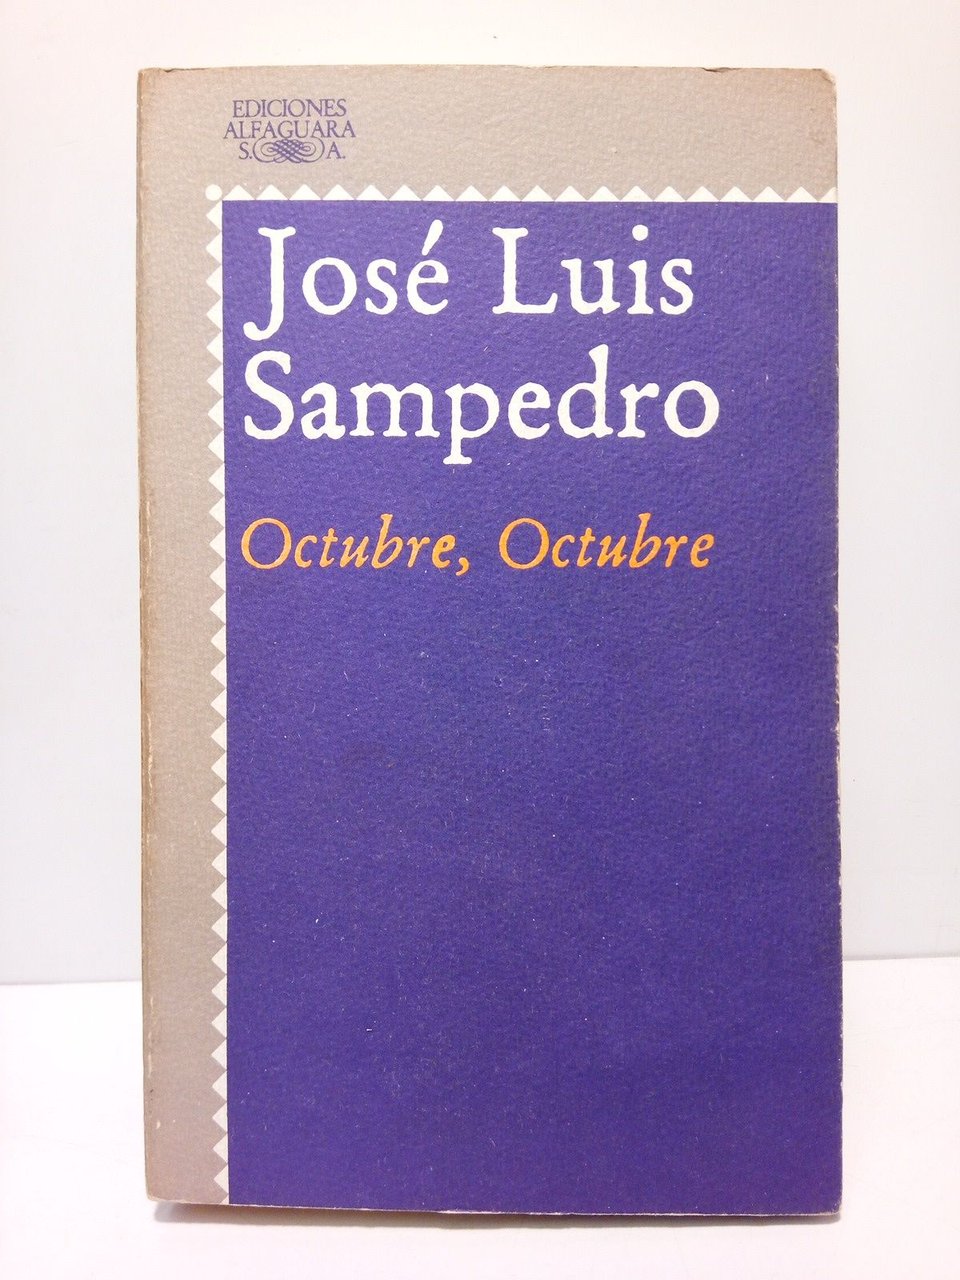 EDICIONES
ALFAGUARA
S. A.
José Luis
Sampedro
Octubre, Octubre